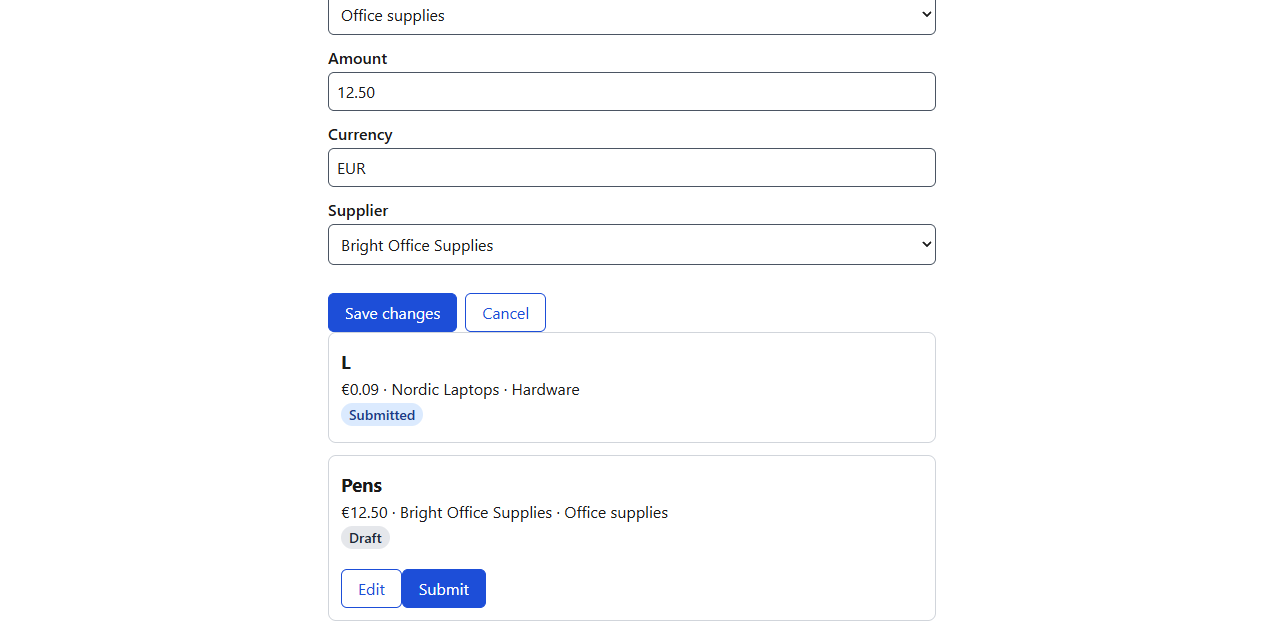 Office supplies
Amount
12.50
Currency
EUR
Supplier
Bright Office Supplies
Save changes Cancel
L
€0.09 · Nordic Laptops · Hardware
Submitted
Pens
€12.50 · Bright Office Supplies · Office supplies
Draft
Edit Submit